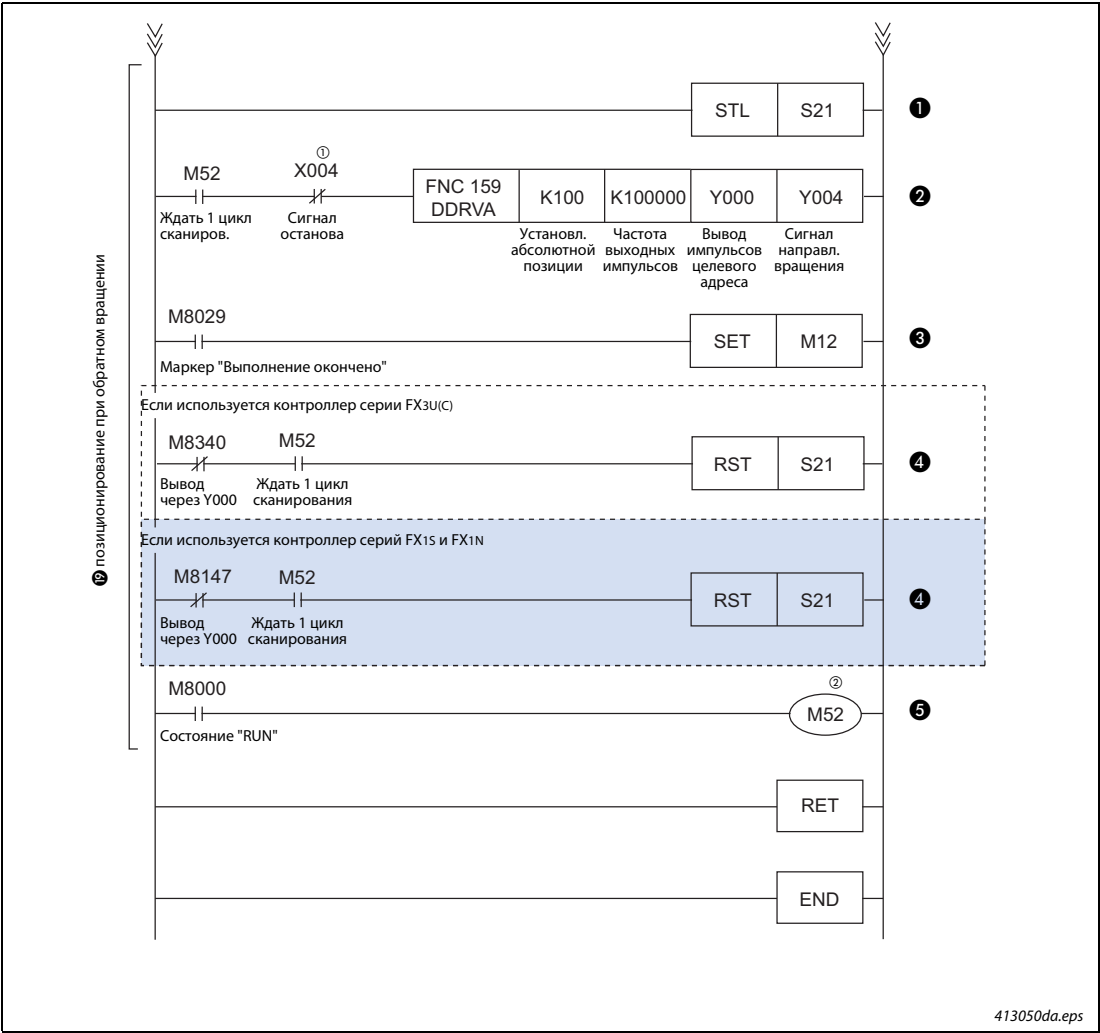 STL S21 ❶
①
M52 X004 FNC 159 DDRVA K100 K100000 Y000 Y004 ❷
Ждать 1 цикл сканиров.
Сигнал останова
Установл. абсолютной позиции
Частота выходных импульсов
Вывод импульсов целевого адреса
Сигнал направл. вращения
M8029 SET M12 ❸
Маркер "Выполнение окончено"
Если используется контроллер серии FX3U(C)
M8340 M52 RST S21 ❹
Вывод через Y000
Ждать 1 цикл сканирования
Если используется контроллер серий FX1S и FX1N
M8147 M52 RST S21 ❹
Вывод через Y000
Ждать 1 цикл сканирования
②
M8000 M52 ❺
Состояние "RUN"
⓳ позиционирование при обратном вращении
RET
END
413050da.eps